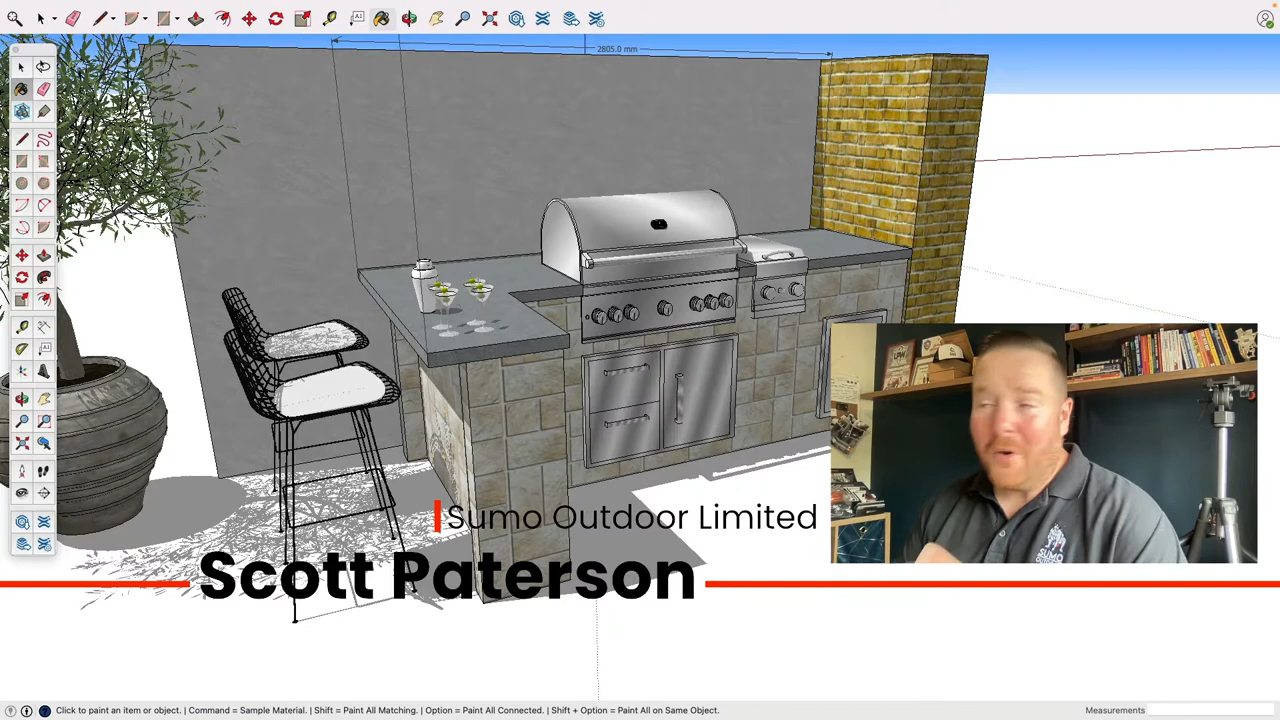 2805.0 mm
Sumo Outdoor Limited
Scott Paterson
Click to paint an item or object. | Command = Sample Material. | Shift = Paint All Matching. | Option = Paint All Connected. | Shift + Option = Paint All on Same Object.
Measurements